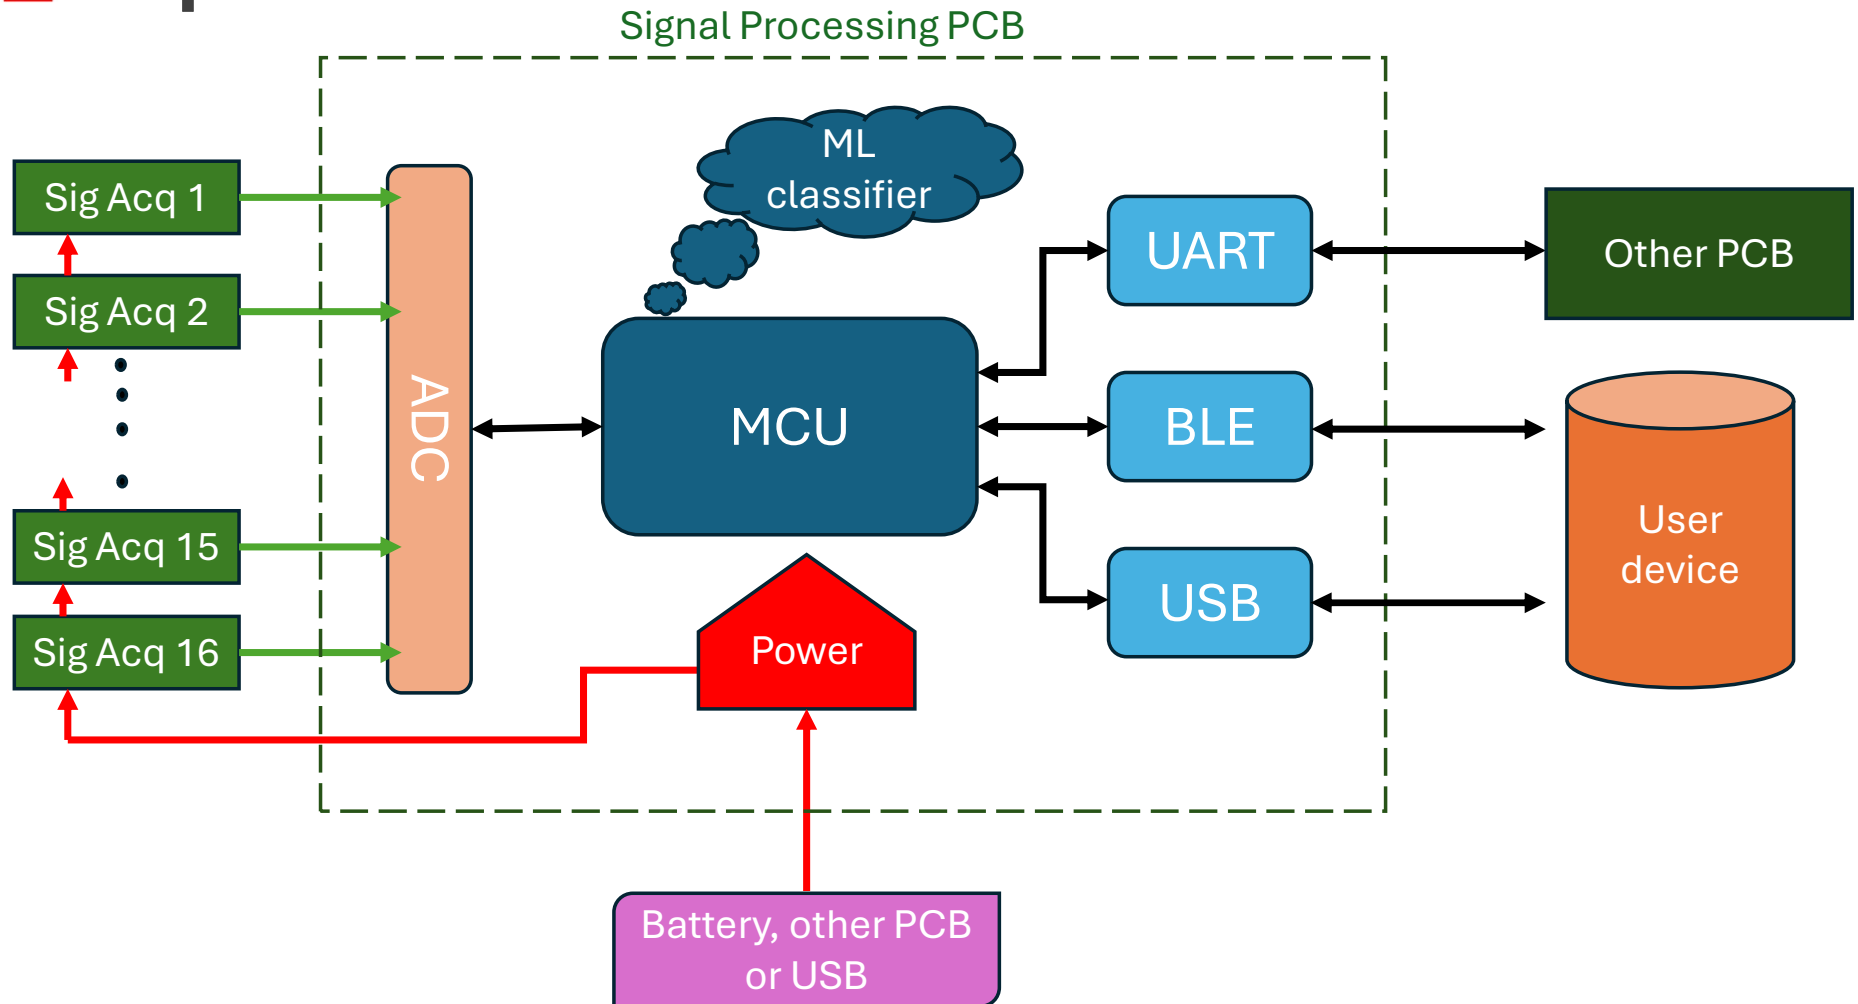 Signal Processing PCB
ML
classifier
Sig Acq 1
Sig Acq 2
Sig Acq 15
Sig Acq 16
ADC
MCU
Power
UART
BLE
USB
Other PCB
User
device
Battery, other PCB
or USB